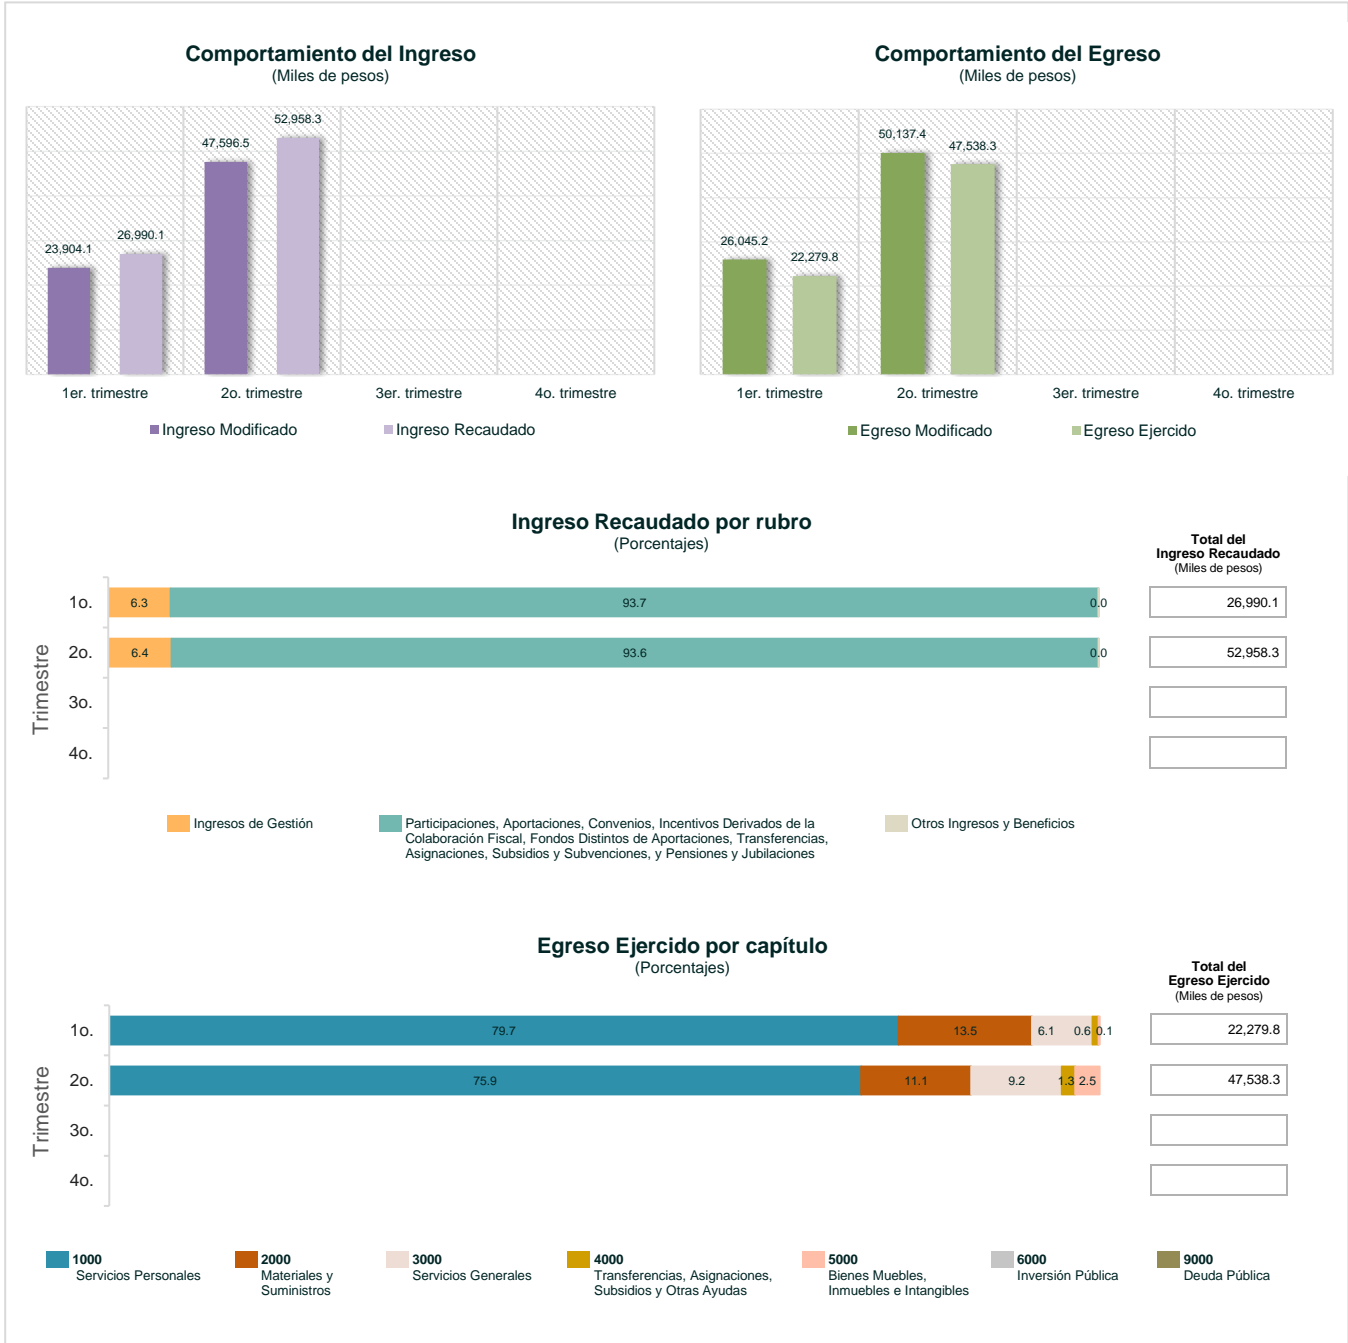 Comportamiento del Ingreso
(Miles de pesos)
52,958.3
47,596.5
26,990.1
23,904.1
1er. trimestre
2o. trimestre
3er. trimestre
4o. trimestre
Ingreso Modificado
Ingreso Recaudado
Comportamiento del Egreso
(Miles de pesos)
50,137.4
47,538.3
26,045.2
22,279.8
1er. trimestre
2o. trimestre
3er. trimestre
4o. trimestre
Egreso Modificado
Egreso Ejercido
Ingreso Recaudado por rubro
(Porcentajes)
Total del
Ingreso Recaudado
(Miles de pesos)
Trimestre
1o.
6.3
93.7
0.0
26,990.1
2o.
6.4
93.6
0.0
52,958.3
3o.
4o.
Ingresos de Gestión
Participaciones, Aportaciones, Convenios, Incentivos Derivados de la
Colaboración Fiscal, Fondos Distintos de Aportaciones, Transferencias,
Asignaciones, Subsidios y Subvenciones, y Pensiones y Jubilaciones
Otros Ingresos y Beneficios
Egreso Ejercido por capítulo
(Porcentajes)
Total del
Egreso Ejercido
(Miles de pesos)
Trimestre
1o.
79.7
13.5
6.1
0.6
0.1
22,279.8
2o.
75.9
11.1
9.2
1.3
2.5
47,538.3
3o.
4o.
1000
Servicios Personales
2000
Materiales y
Suministros
3000
Servicios Generales
4000
Transferencias, Asignaciones,
Subsidios y Otras Ayudas
5000
Bienes Muebles,
Inmuebles e Intangibles
6000
Inversión Pública
9000
Deuda Pública